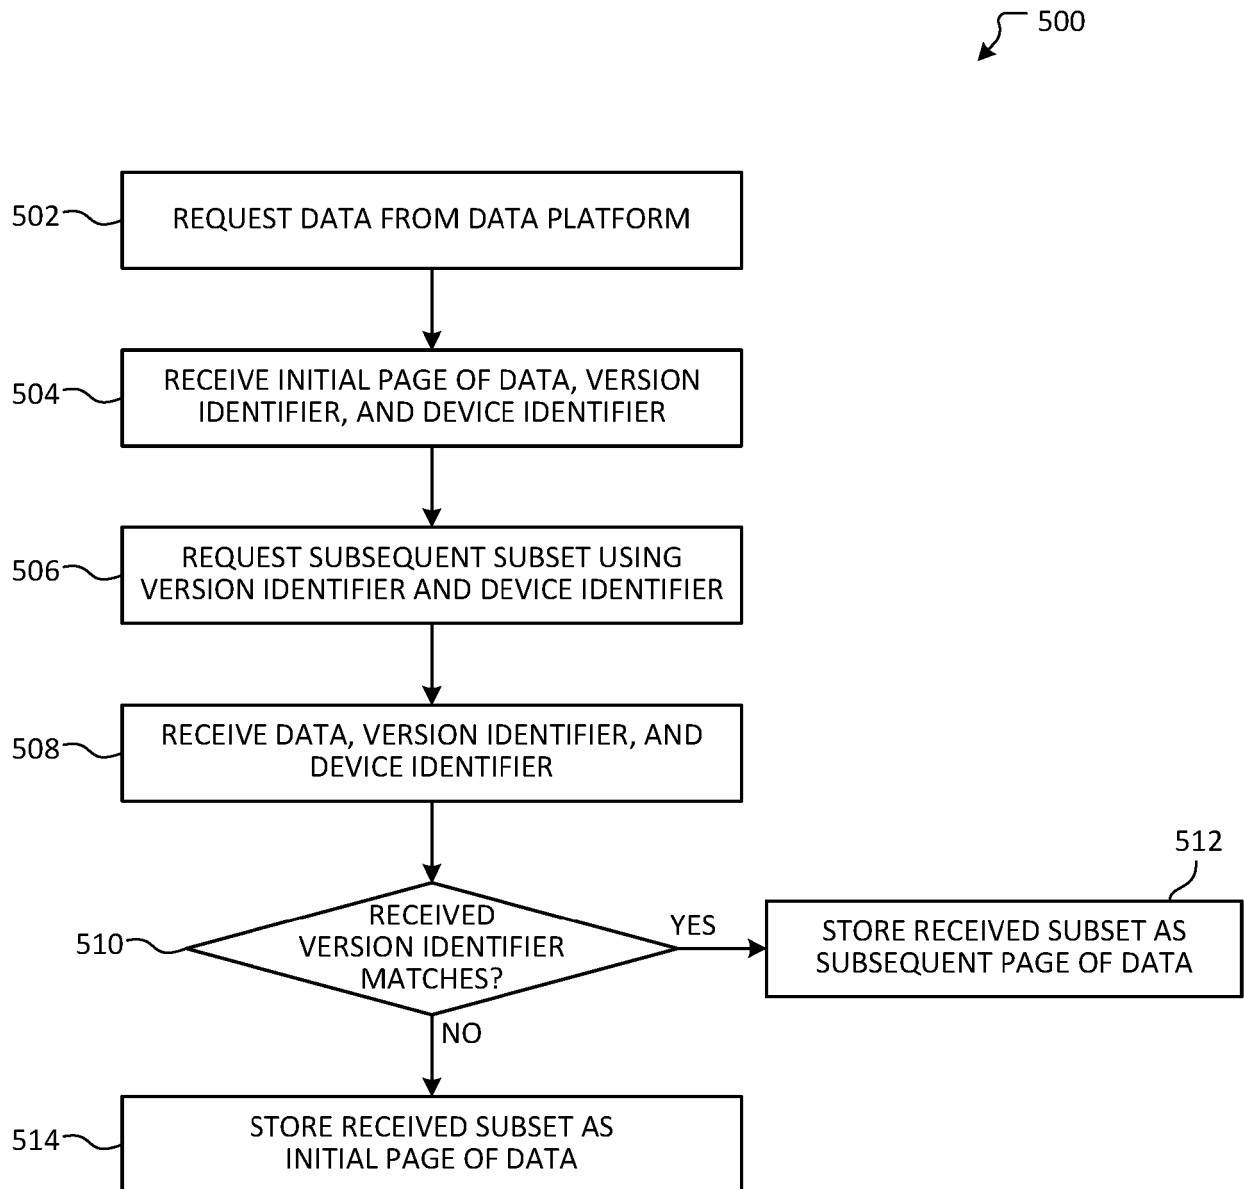 500
502
REQUEST DATA FROM DATA PLATFORM
504
RECEIVE INITIAL PAGE OF DATA, VERSION
IDENTIFIER, AND DEVICE IDENTIFIER
506
REQUEST SUBSEQUENT SUBSET USING
VERSION IDENTIFIER AND DEVICE IDENTIFIER
508
RECEIVE DATA, VERSION IDENTIFIER, AND
DEVICE IDENTIFIER
510
RECEIVED
VERSION IDENTIFIER
MATCHES?
YES
512
STORE RECEIVED SUBSET AS
SUBSEQUENT PAGE OF DATA
NO
514
STORE RECEIVED SUBSET AS
INITIAL PAGE OF DATA